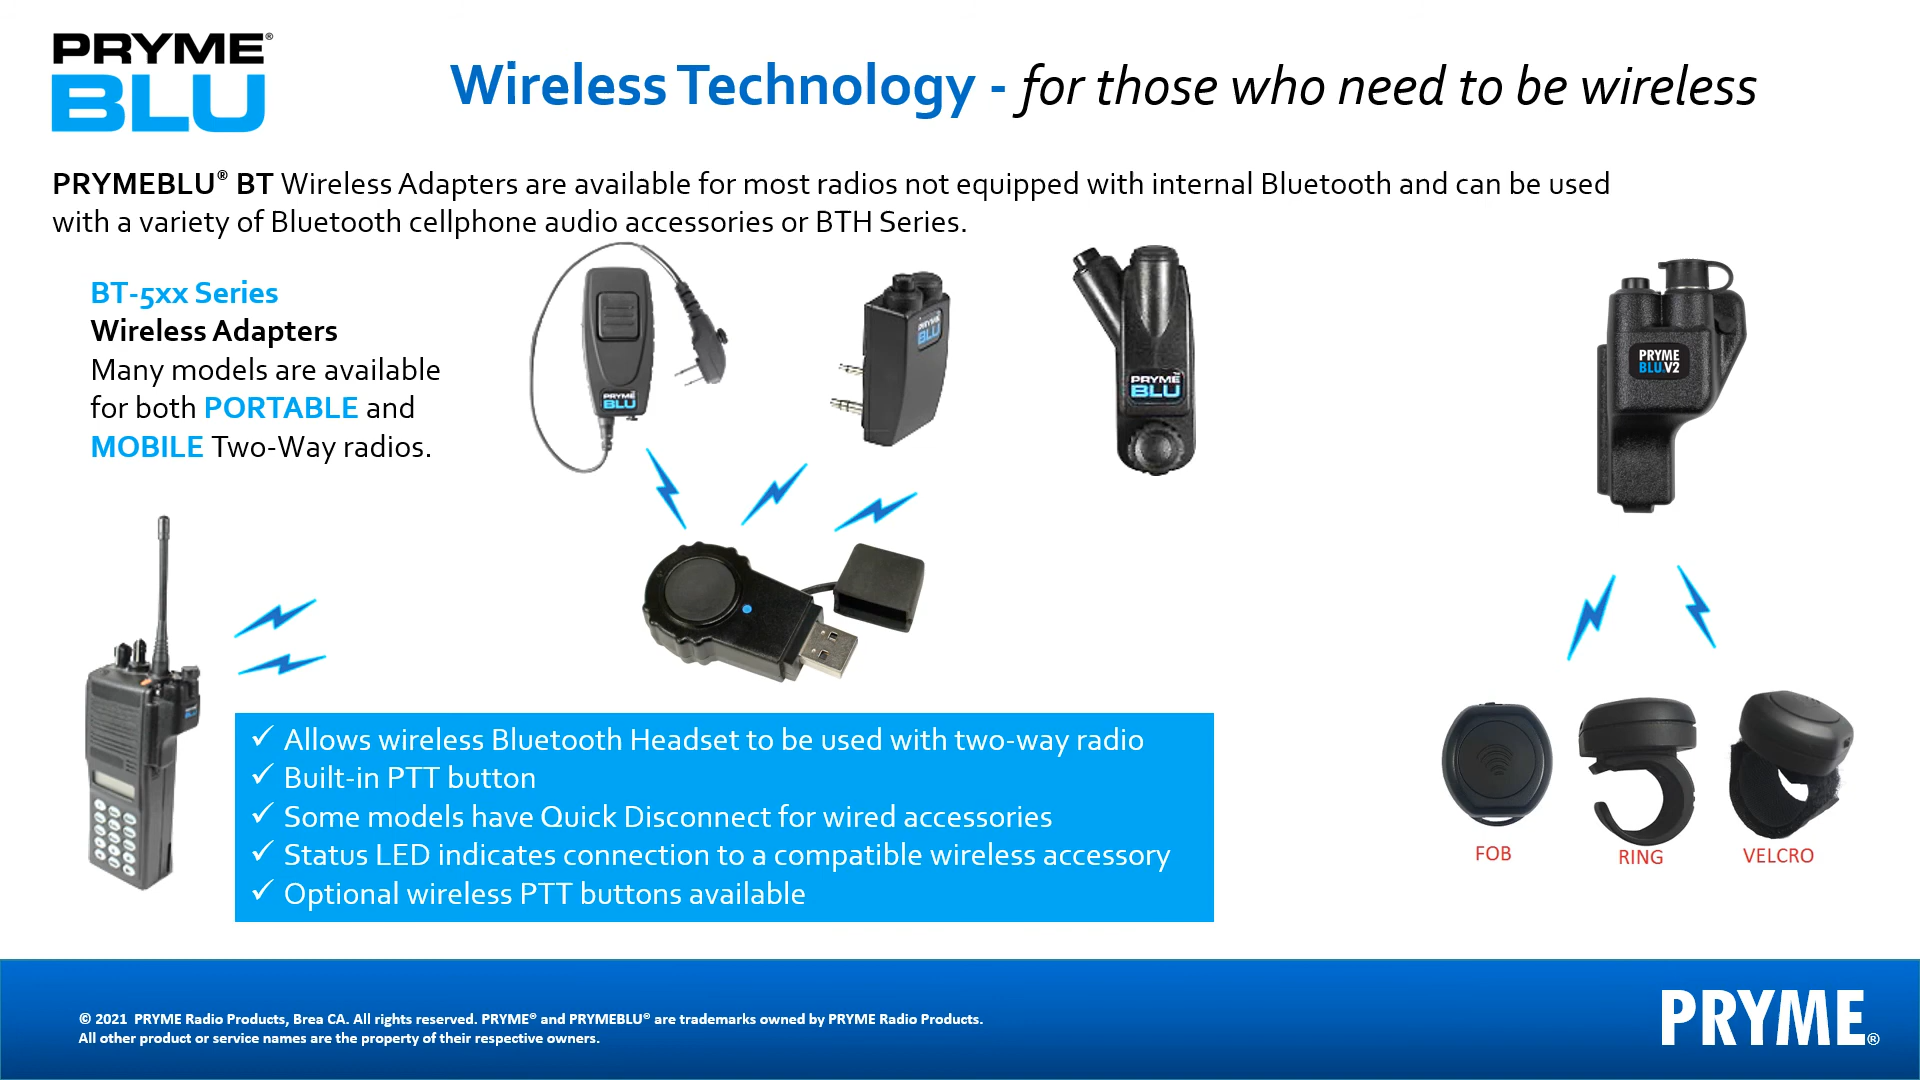 PRYME®
BLU
Wireless Technology - for those who need to be wireless
PRYMEBLU® BT Wireless Adapters are available for most radios not equipped with internal Bluetooth and can be used
with a variety of Bluetooth cellphone audio accessories or BTH Series.
BT-5xx Series
Wireless Adapters
Many models are available
for both PORTABLE and
MOBILE Two-Way radios.
PRYME
BLU
PRYME
BLU
PRYME
BLU
PRYME
BLU.V2
✓ Allows wireless Bluetooth Headset to be used with two-way radio
✓ Built-in PTT button
✓ Some models have Quick Disconnect for wired accessories
✓ Status LED indicates connection to a compatible wireless accessory
✓ Optional wireless PTT buttons available
FOB
RING
VELCRO
© 2021 PRYME Radio Products, Brea CA. All rights reserved. PRYME® and PRYMEBLU® are trademarks owned by PRYME Radio Products.
All other product or service names are the property of their respective owners.
PRYME®